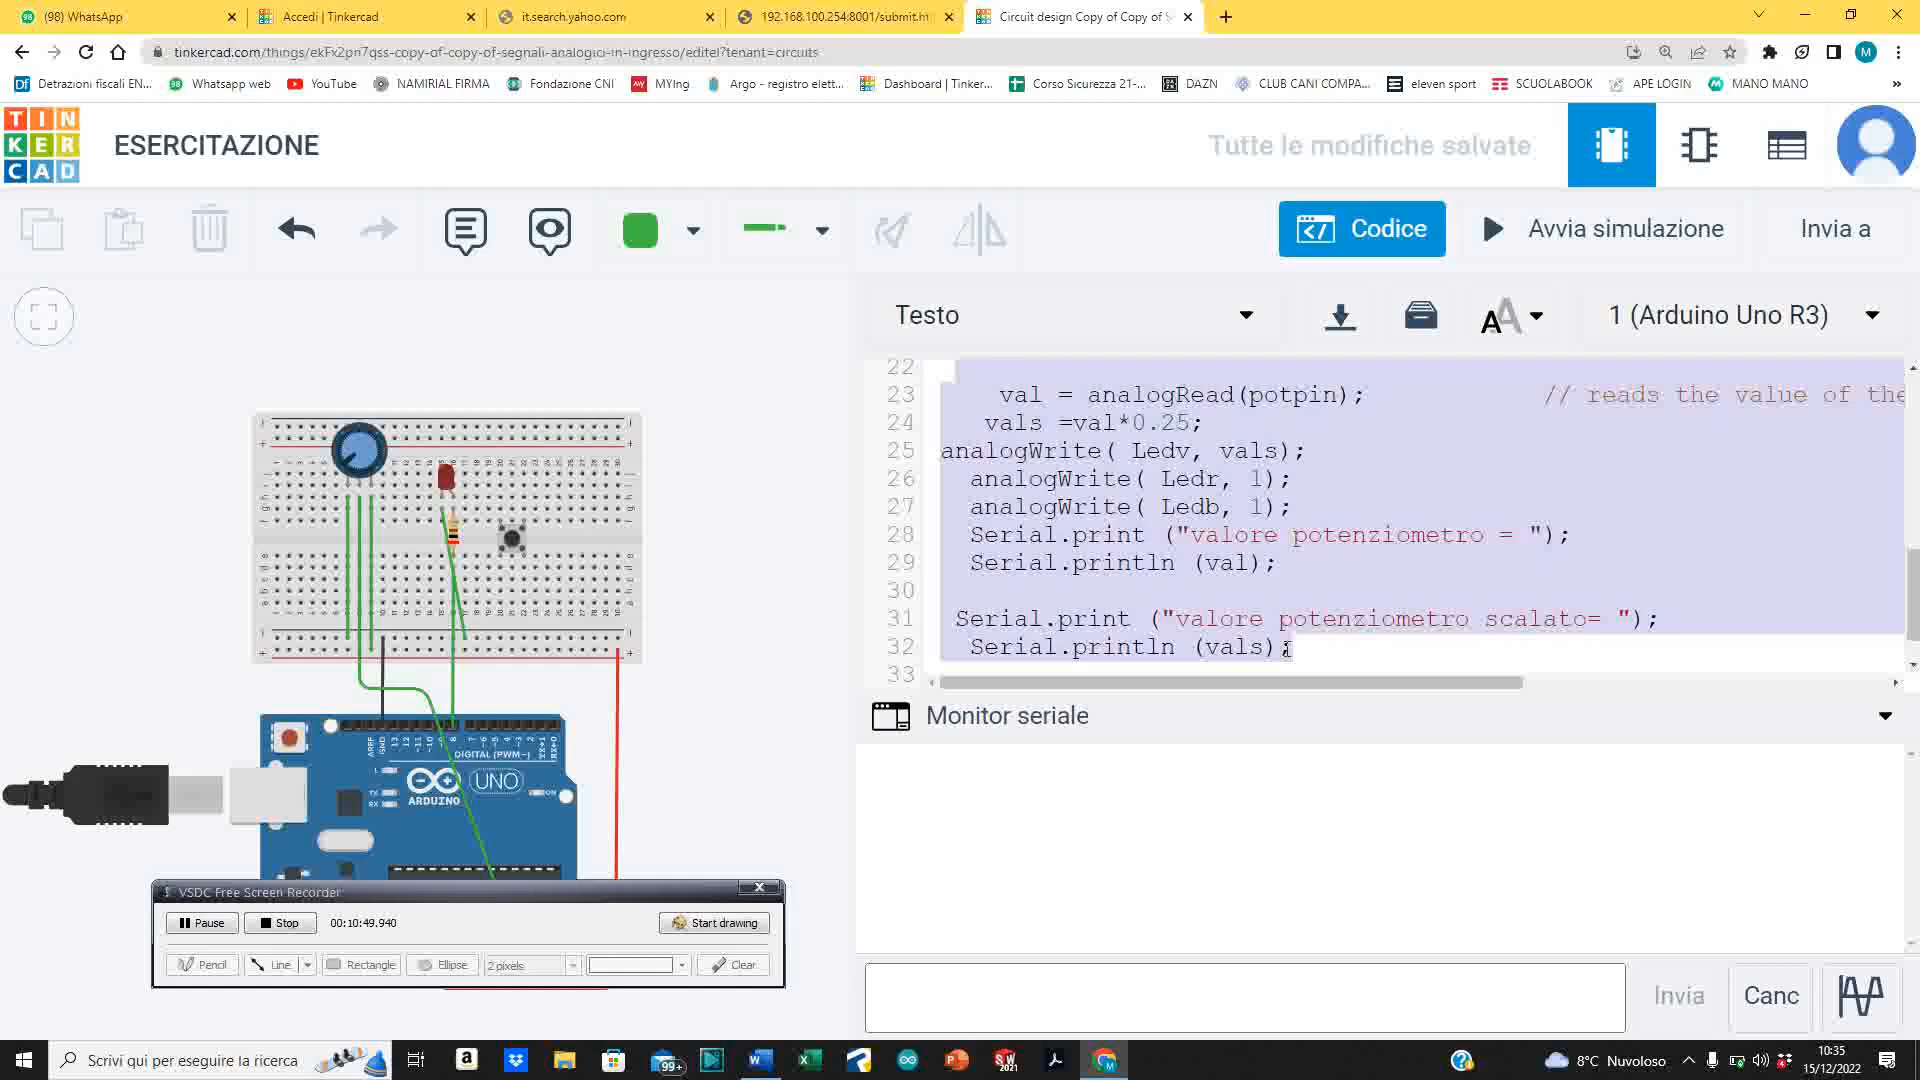 (98) WhatsApp
Accedi | Tinkercad
it.search.yahoo.com
192.168.100.254:8001/submit.ht
Circuit design Copy of Copy of S
tinkercad.com/things/ekFx2pn7qss-copy-of-copy-of-segnali-analogici-in-ingresso/editel?tenant=circuits
M
Detrazioni fiscali EN...
Whatsapp web
YouTube
NAMIRIAL FIRMA
Fondazione CNI
MYIng
Argo - registro elett...
Dashboard | Tinker...
Corso Sicurezza 21-...
DAZN
CLUB CANI COMPA...
eleven sport
SCUOLABOOK
APE LOGIN
MANO MANO
»
TIN
KER
CAD
ESERCITAZIONE
Tutte le modifiche salvate
Codice
Avvia simulazione
Invia a
Testo
1 (Arduino Uno R3)
22
23 val = analogRead(potpin); // reads the value of the
24 vals =val*0.25;
25 analogWrite( Ledv, vals);
26 analogWrite( Ledr, 1);
27 analogWrite( Ledb, 1);
28 Serial.print ("valore potenziometro = ");
29 Serial.println (val);
30
31 Serial.print ("valore potenziometro scalato= ");
32 Serial.println (vals);
33
Monitor seriale
DIGITAL (PWM~)
UNO
ARDUINO
AREF
GND
TX
RX
L
ON
VSDC Free Screen Recorder
Pause
Stop
00:10:49.940
Start drawing
Pencil
Line
Rectangle
Ellipse
2 pixels
Clear
Invia
Canc
Scrivi qui per eseguire la ricerca
99+
2021
8°C Nuvoloso
10:35
15/12/2022